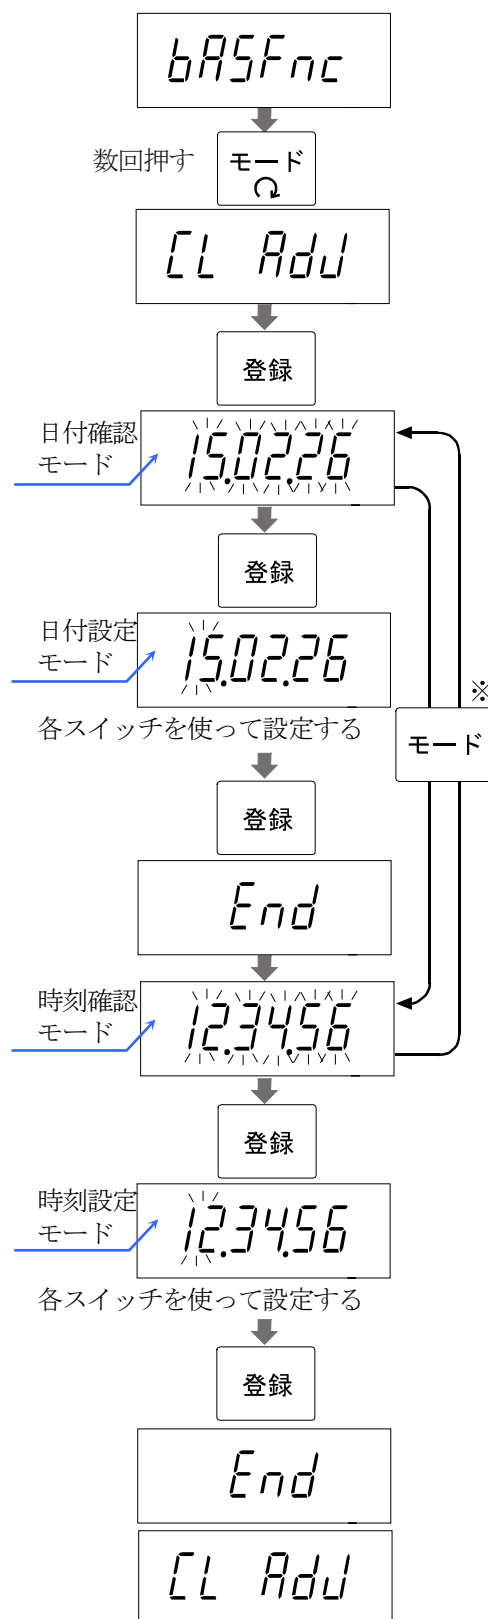 bASFnc
数回押す
モード
CL AdJ
登録
日付確認
モード
15.02.26
登録
日付設定
モード
15.02.26
※
モード
各スイッチを使って設定する
登録
End
時刻確認
モード
12.34.56
登録
時刻設定
モード
12.34.56
各スイッチを使って設定する
登録
End
CL AdJ